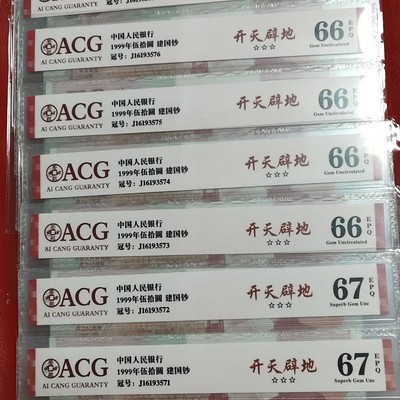 AI CANG GUARANTY
ACG
AI CANG GUARANTY
中国人民银行
1999年伍拾圆 建国钞
冠号: J16193576
开天辟地
☆☆☆
66
EPQ
Gem Uncirculated
ACG
AI CANG GUARANTY
中国人民银行
1999年伍拾圆 建国钞
冠号: J16193575
开天辟地
☆☆☆
66
EPQ
Gem Uncirculated
ACG
AI CANG GUARANTY
中国人民银行
1999年伍拾圆 建国钞
冠号: J16193574
开天辟地
☆☆☆
66
EPQ
Gem Uncirculated
ACG
AI CANG GUARANTY
中国人民银行
1999年伍拾圆 建国钞
冠号: J16193573
开天辟地
☆☆☆
66
EPQ
Gem Uncirculated
ACG
AI CANG GUARANTY
中国人民银行
1999年伍拾圆 建国钞
冠号: J16193572
开天辟地
☆☆☆
67
EPQ
Superb Gem Unc
ACG
AI CANG GUARANTY
中国人民银行
1999年伍拾圆 建国钞
冠号: J16193571
开天辟地
☆☆☆
67
EPQ
Superb Gem Unc